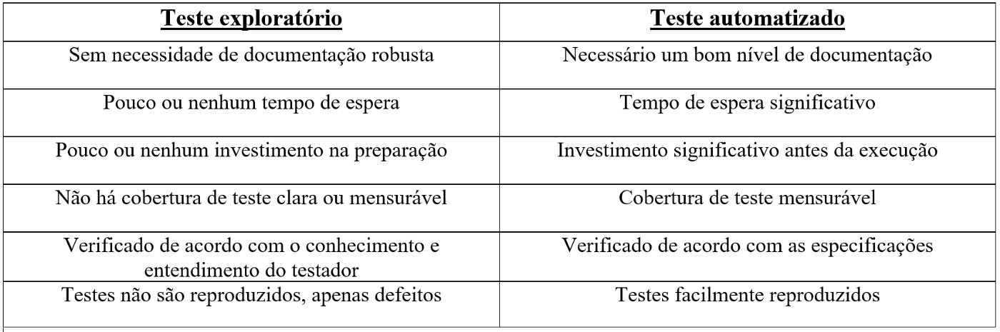 Teste exploratório
Teste automatizado
Sem necessidade de documentação robusta
Necessário um bom nível de documentação
Pouco ou nenhum tempo de espera
Tempo de espera significativo
Pouco ou nenhum investimento na preparação
Investimento significativo antes da execução
Não há cobertura de teste clara ou mensurável
Cobertura de teste mensurável
Verificado de acordo com o conhecimento e
entendimento do testador
Verificado de acordo com as especificações
Testes não são reproduzidos, apenas defeitos
Testes facilmente reproduzidos